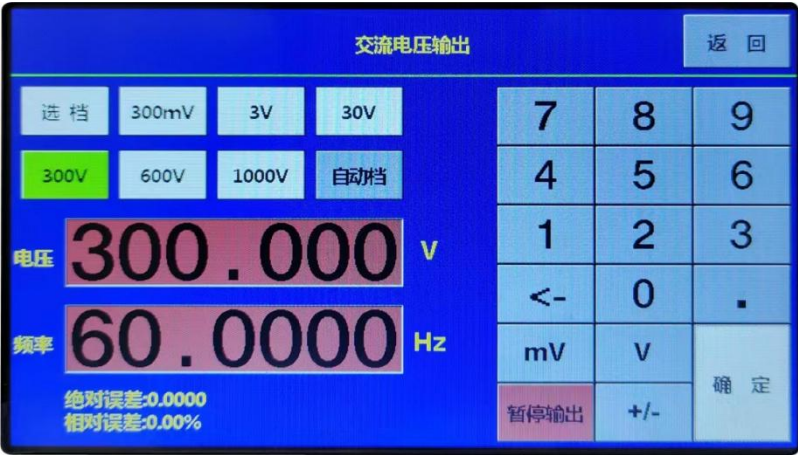 交流电压输出
返 回
选 档 300mV 3V 30V
300V 600V 1000V 自动档
电压 300.000 V
频率 60.0000 Hz
绝对误差:0.0000
相对误差:0.00%
7 8 9
4 5 6
1 2 3
<- 0 .
mV V
确 定
暂停输出 +/-